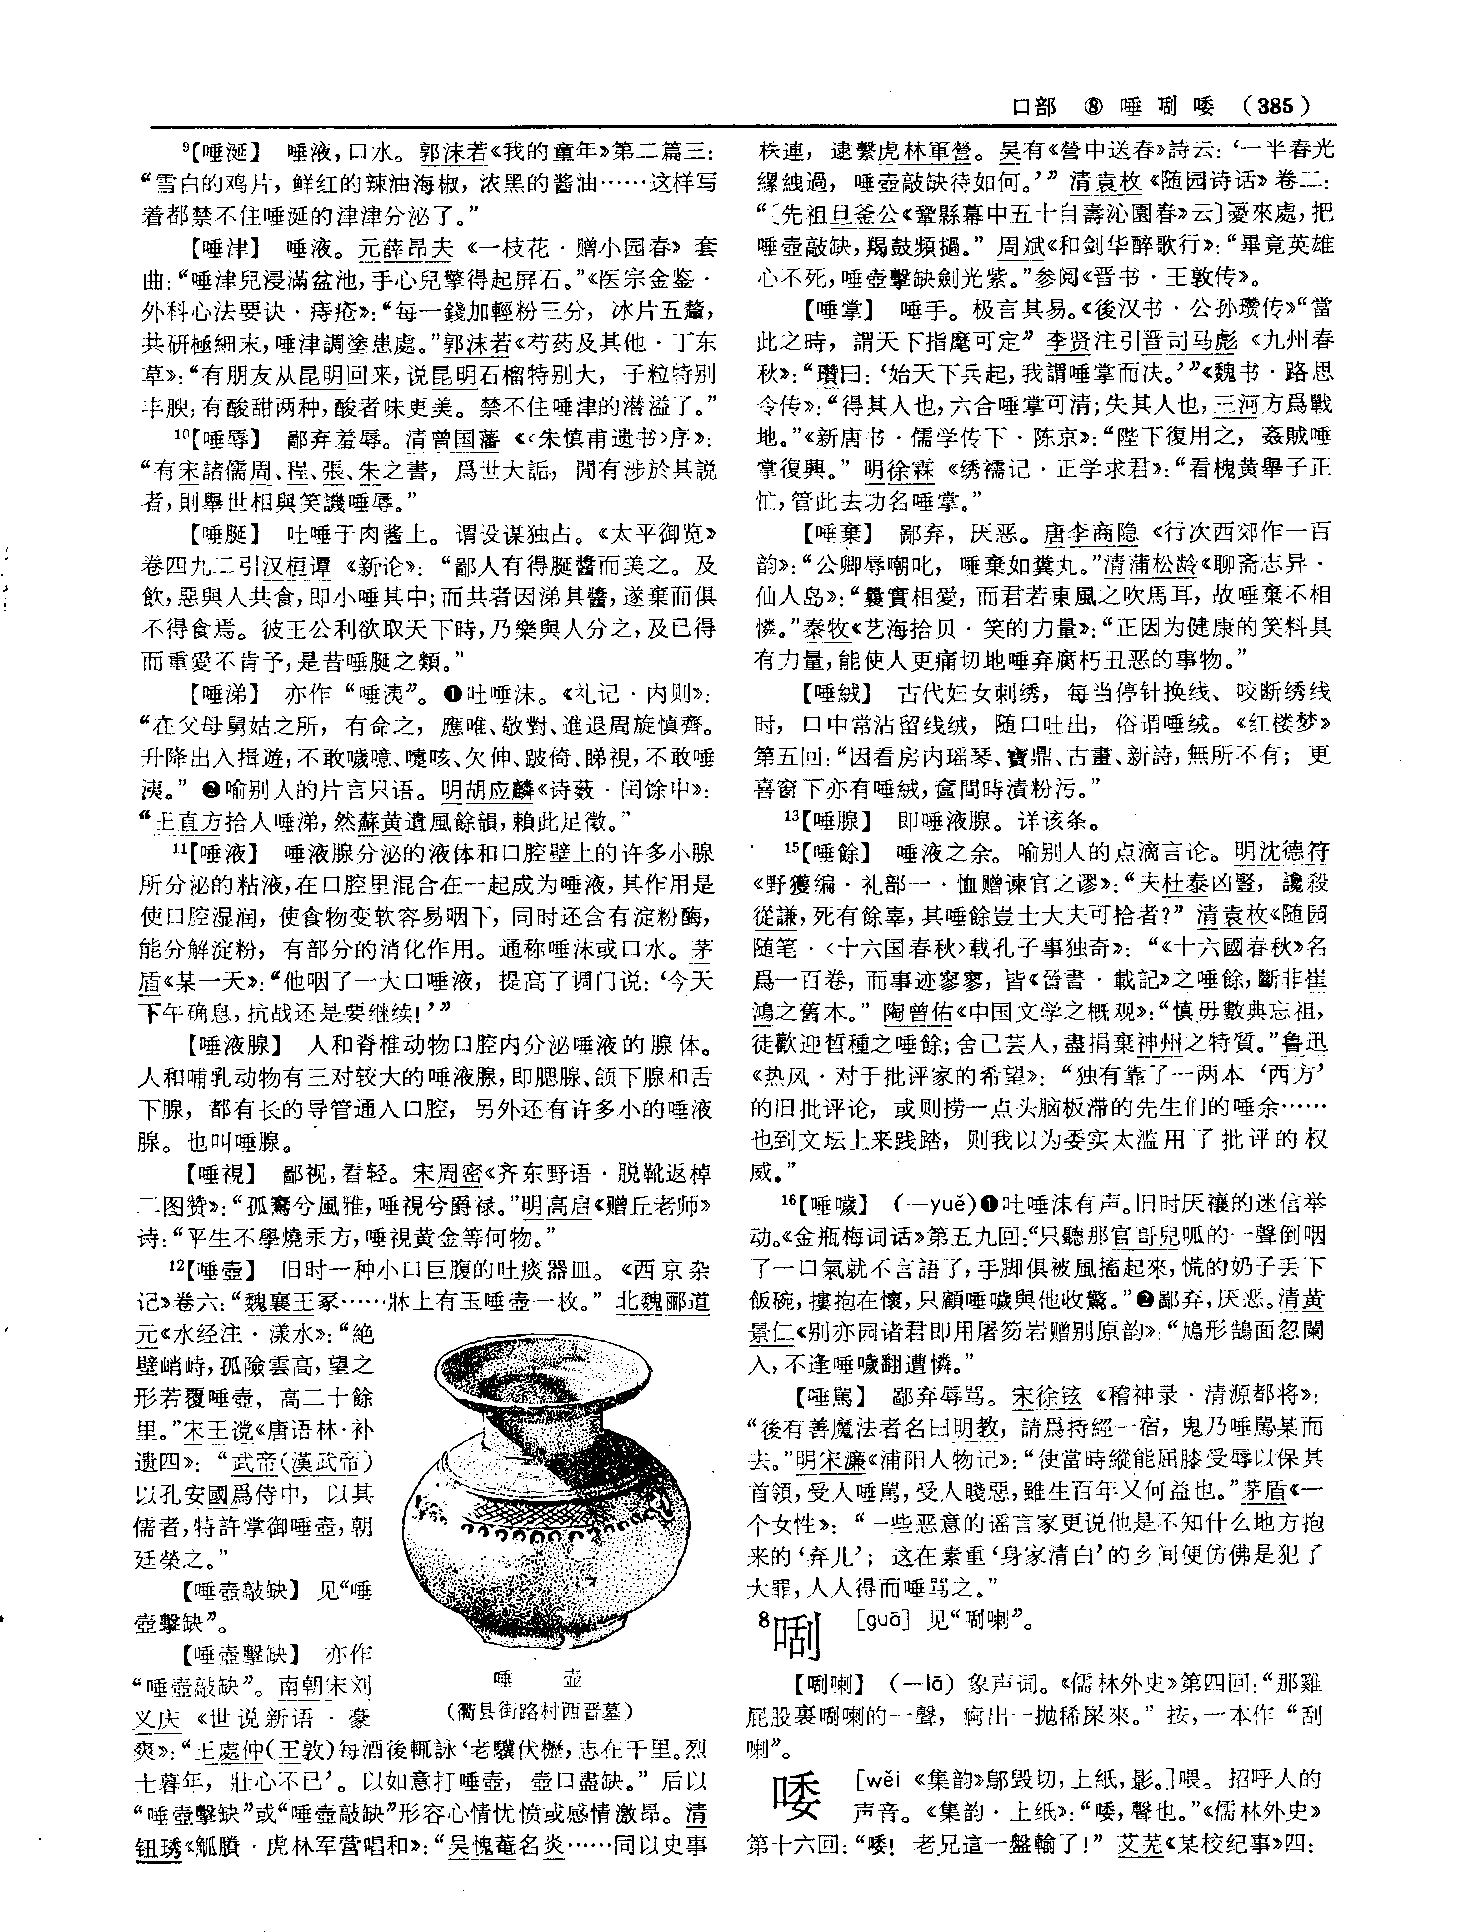 口部 ⑧ 唾 㖞 唩 (385)
⁹【唾涎】 唾液，口水。郭沫若《我的童年》第二篇三：
“雪白的鸡片，鲜红的辣油海椒，浓黑的酱油……这样写
着都禁不住唾涎的津津分泌了。”
【唾津】 唾液。元薛昂夫《一枝花·赠小园春》套
曲：“唾津兒浸滿盆池，手心兒擎得起屏石。”《医宗金鉴·
外科心法要诀·痔疮》：“每一錢加輕粉三分，冰片五釐，
共研極細末，唾津調塗患處。”郭沫若《芍药及其他·丁东
草》：“有朋友从昆明回来，说昆明石榴特别大，子粒特别
丰腴；有酸甜两种，酸者味更美。禁不住唾津的潜溢了。”
¹⁰【唾辱】 鄙弃羞辱。清曾国藩《〈朱慎甫遗书〉序》：
“有宋諸儒周、程、張、朱之書，爲世大詬，閒有涉於其説
者，則舉世相與笑譏唾辱。”
【唾脠】 吐唾于肉酱上。谓设谋独占。《太平御览》
卷四九二引汉桓谭《新论》：“鄙人有得脠醬而美之。及
飲，惡與人共食，即小唾其中；而共者因涕其醬，遂棄而俱
不得食焉。彼王公利欲取天下時，乃樂與人分之，及已得
而重愛不肯予，是昔唾脠之類。”
【唾涕】 亦作“唾洟”。❶吐唾沫。《礼记·内则》：
“在父母舅姑之所，有命之，應唯、敬對、進退周旋慎齊。
升降出入揖遊，不敢噦噫、嚏咳、欠伸、跛倚、睇視，不敢唾
洟。”❷喻别人的片言只语。明胡应麟《诗薮·闰馀中》：
“王直方拾人唾涕，然蘇黄遺風餘韻，賴此足徵。”
¹¹【唾液】 唾液腺分泌的液体和口腔壁上的许多小腺
所分泌的粘液，在口腔里混合在一起成为唾液，其作用是
使口腔湿润，使食物变软容易咽下，同时还含有淀粉酶，
能分解淀粉，有部分的消化作用。通称唾沫或口水。茅
盾《某一天》：“他咽了一大口唾液，提高了调门说：‘今天
下午确息，抗战还是要继续！’”
【唾液腺】 人和脊椎动物口腔内分泌唾液的腺体。
人和哺乳动物有三对较大的唾液腺，即腮腺、颌下腺和舌
下腺，都有长的导管通入口腔，另外还有许多小的唾液
腺。也叫唾腺。
【唾視】 鄙视，看轻。宋周密《齐东野语·脱靴返棹
二图赞》：“孤騫兮風雅，唾視兮爵禄。”明高启《赠丘老师》
诗：“平生不學燒汞方，唾視黄金等何物。”
¹²【唾壺】 旧时一种小口巨腹的吐痰器皿。《西京杂
记》卷六：“魏襄王冢……牀上有玉唾壺一枚。”北魏郦道
元《水经注·漾水》：“絶
壁峭峙，孤險雲高，望之
形若覆唾壺，高二十餘
里。”宋王谠《唐语林·补
遗四》：“武帝（漢武帝）
以孔安國爲侍中，以其
儒者，特許掌御唾壺，朝
廷榮之。”
【唾壺敲缺】 见“唾
壺擊缺”。
【唾壺擊缺】 亦作
“唾壺敲缺”。南朝宋刘
义庆《世说新语·豪
爽》：“王處仲（王敦）每酒後輒詠‘老驥伏櫪，志在千里。烈
士暮年，壯心不已’。以如意打唾壺，壺口盡缺。”后以
“唾壺擊缺”或“唾壺敲缺”形容心情忧愤或感情激昂。清
钮琇《觚賸·虎林军营唱和》：“吴愧菴名炎……同以史事
唾 壶
（衢县街路村西晋墓）
株連，逮繫虎林軍營。吴有《營中送春》詩云：‘一半春光
縲絏過，唾壺敲缺待如何。’”清袁枚《随园诗话》卷二：
“〔先祖旦釜公《鞏縣幕中五十自壽沁園春》云〕憂來處，把
唾壺敲缺，羯鼓頻撾。”周斌《和剑华醉歌行》：“畢竟英雄
心不死，唾壺擊缺劍光紫。”参阅《晋书·王敦传》。
【唾掌】 唾手。极言其易。《後汉书·公孙瓒传》“當
此之時，謂天下指麾可定”李贤注引晋司马彪《九州春
秋》：“瓚曰：‘始天下兵起，我謂唾掌而决。’”《魏书·路思
令传》：“得其人也，六合唾掌可清；失其人也，三河方爲戰
地。”《新唐书·儒学传下·陈京》：“陛下復用之，姦賊唾
掌復興。”明徐霖《绣襦记·正学求君》：“看槐黄舉子正
忙，管此去功名唾掌。”
【唾棄】 鄙弃，厌恶。唐李商隐《行次西郊作一百
韵》：“公卿辱嘲叱，唾棄如糞丸。”清蒲松龄《聊斋志异·
仙人岛》：“曩實相愛，而君若東風之吹馬耳，故唾棄不相
憐。”秦牧《艺海拾贝·笑的力量》：“正因为健康的笑料具
有力量，能使人更痛切地唾弃腐朽丑恶的事物。”
【唾絨】 古代妇女刺绣，每当停针换线、咬断绣线
时，口中常沾留线绒，随口吐出，俗谓唾绒。《红楼梦》
第五回：“因看房内瑶琴、寶鼎、古畫、新詩，無所不有；更
喜窗下亦有唾絨，奩間時漬粉污。”
¹³【唾腺】 即唾液腺。详该条。
¹⁵【唾餘】 唾液之余。喻别人的点滴言论。明沈德符
《野獲编·礼部一·恤赠谏官之谬》：“夫杜泰凶豎，讒殺
從謙，死有餘辜，其唾餘豈士大夫可拾者？”清袁枚《随园
随笔·〈十六国春秋〉载孔子事独奇》：“《十六國春秋》名
爲一百卷，而事迹寥寥，皆《晉書·載記》之唾餘，斷非崔
鴻之舊本。”陶曾佑《中国文学之概观》：“慎毋數典忘祖，
徒歡迎晳種之唾餘；舍己芸人，盡捐棄神州之特質。”鲁迅
《热风·对于批评家的希望》：“独有靠了一两本‘西方’
的旧批评论，或则捞一点头脑板滞的先生们的唾余……
也到文坛上来践踏，则我以为委实太滥用了批评的权
威。”
¹⁶【唾噦】 （—yuě）❶吐唾沫有声。旧时厌禳的迷信举
动。《金瓶梅词话》第五九回：“只聽那官哥兒呱的一聲倒咽
了一口氣就不言語了，手脚俱被風搐起來，慌的奶子丢下
飯碗，摟抱在懷，只顧唾噦與他收驚。”❷鄙弃，厌恶。清黄
景仁《别亦园诸君即用屠笏岩赠别原韵》：“鳩形鵠面忽闌
入，不逢唾噦翻遭憐。”
【唾駡】 鄙弃辱骂。宋徐铉《稽神录·清源都将》：
“後有善魔法者名曰明教，請爲持經一宿，鬼乃唾駡某而
去。”明宋濂《浦阳人物记》：“使當時縱能屈膝受辱以保其
首領，受人唾駡，受人賤惡，雖生百年又何益也。”茅盾《一
个女性》：“一些恶意的谣言家更说他是不知什么地方抱
来的‘弃儿’；这在素重‘身家清白’的乡间便仿佛是犯了
大罪，人人得而唾骂之。”
⁸㖞 [guā] 见“㖞喇”。
【㖞喇】 （—lā）象声词。《儒林外史》第四回：“那雞
屁股裏㖞喇的一聲，痾出一抛稀屎來。”按，一本作“刮
喇”。
唩 [wěi 《集韵》鄔毁切，上紙，影。]喂。招呼人的
声音。《集韵·上纸》：“唩，聲也。”《儒林外史》
第十六回：“唩！老兄這一盤輸了！”艾芜《某校纪事》四：